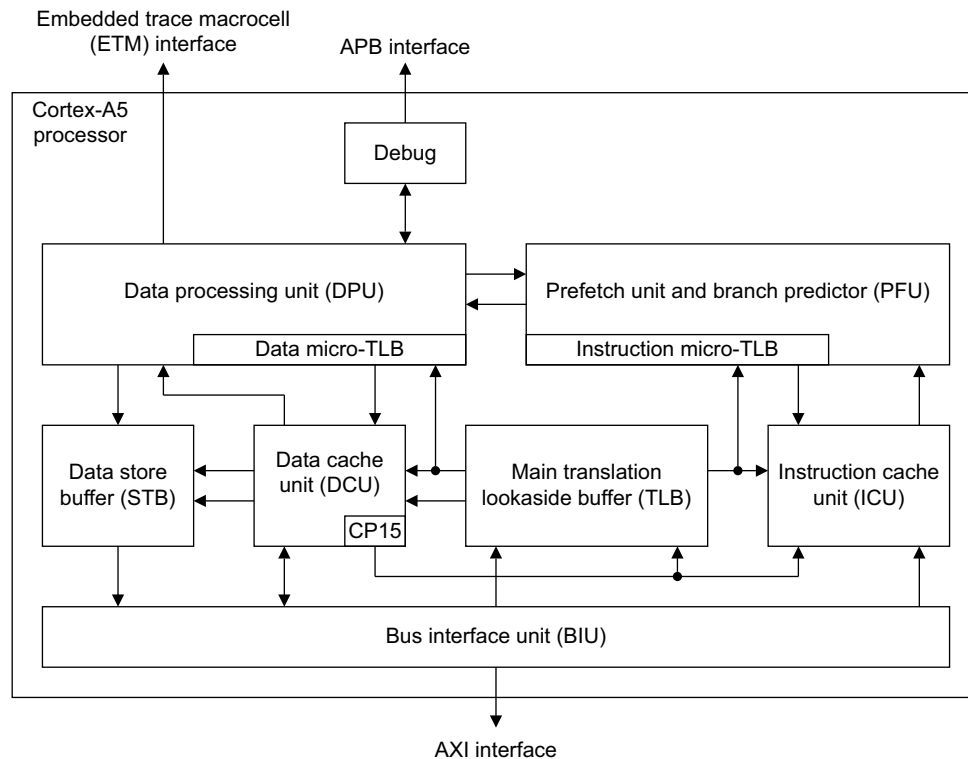 Embedded trace macrocell
(ETM) interface
APB interface
Cortex-A5
processor
Debug
Data processing unit (DPU)
Prefetch unit and branch predictor (PFU)
Data micro-TLB
Instruction micro-TLB
Data store
buffer (STB)
Data cache
unit (DCU)
CP15
Main translation
lookaside buffer (TLB)
Instruction cache
unit (ICU)
Bus interface unit (BIU)
AXI interface